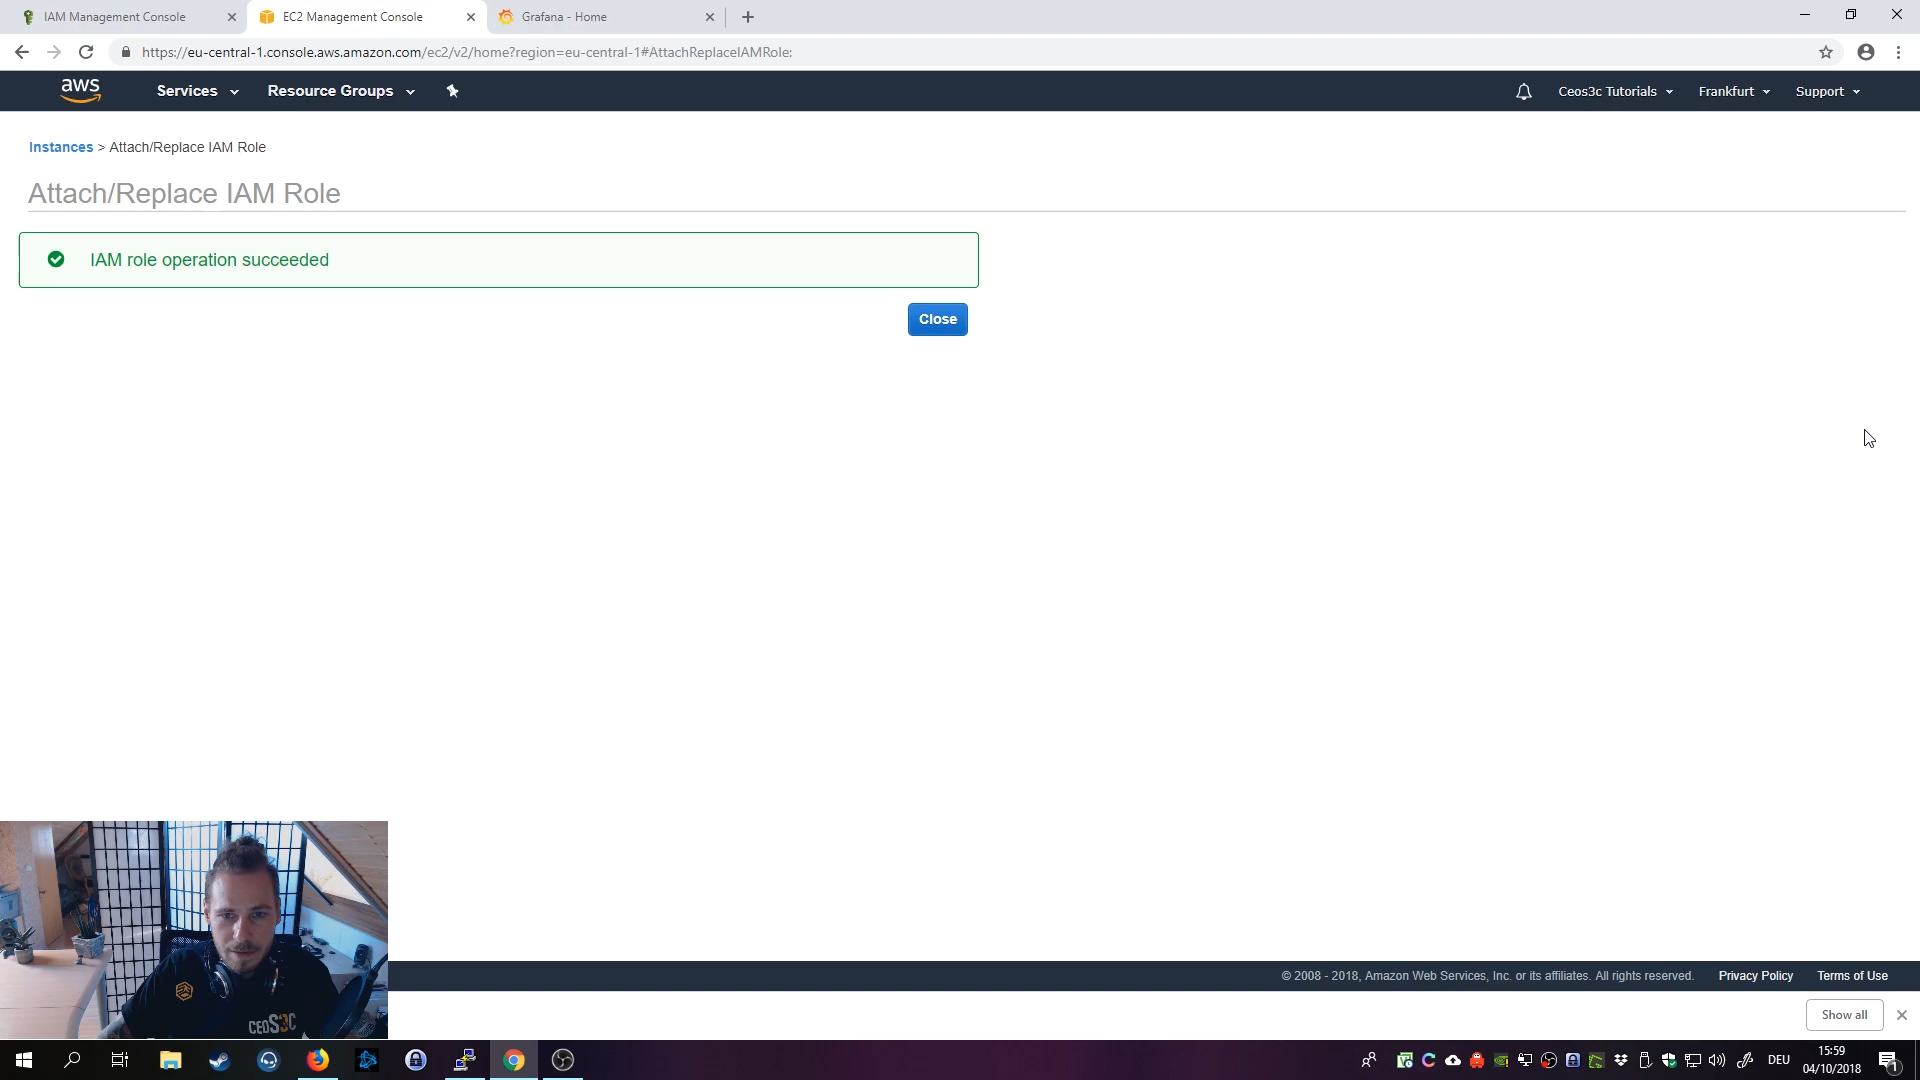 IAM Management Console
EC2 Management Console
Grafana - Home
https://eu-central-1.console.aws.amazon.com/ec2/v2/home?region=eu-central-1#AttachReplaceIAMRole:
aws
Services
Resource Groups
Ceos3c Tutorials
Frankfurt
Support
Instances > Attach/Replace IAM Role
Attach/Replace IAM Role
IAM role operation succeeded
Close
CEOS3C
© 2008 - 2018, Amazon Web Services, Inc. or its affiliates. All rights reserved.
Privacy Policy
Terms of Use
Show all
DEU
15:59
04/10/2018
1